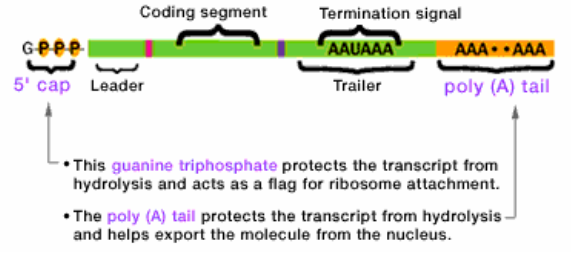 Coding segment Termination signal
G-P-P-P- AAUAAA AAA••AAA
5' cap Leader Trailer poly (A) tail
• This guanine triphosphate protects the transcript from
hydrolysis and acts as a flag for ribosome attachment.
• The poly (A) tail protects the transcript from hydrolysis
and helps export the molecule from the nucleus.